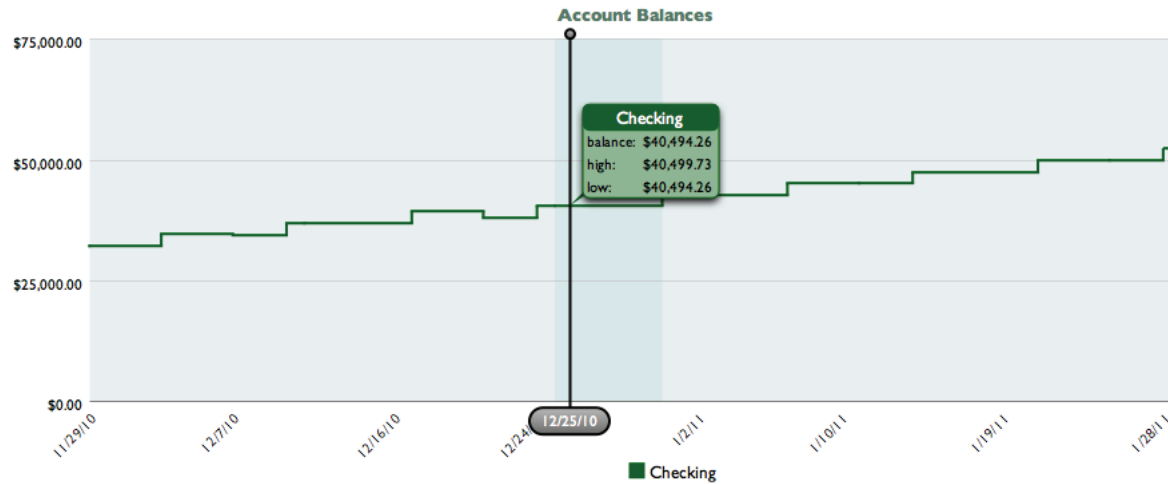 Account Balances
$75,000.00
$50,000.00
$25,000.00
$0.00
Checking
balance: $40,494.26
high: $40,499.73
low: $40,494.26
11/29/10
12/7/10
12/16/10
12/24/
12/25/10
1/2/11
1/10/11
1/19/11
1/28/11
Checking